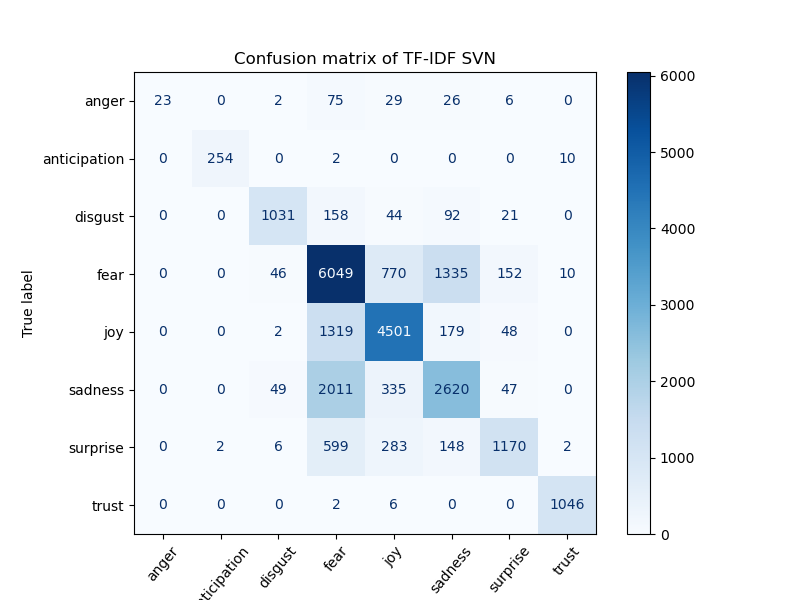 Confusion matrix of TF-IDF SVN
anger 23 0 2 75 29 26 6 0
anticipation 0 254 0 2 0 0 0 10
disgust 0 0 1031 158 44 92 21 0
fear 0 0 46 6049 770 1335 152 10
joy 0 0 2 1319 4501 179 48 0
sadness 0 0 49 2011 335 2620 47 0
surprise 0 2 6 599 283 148 1170 2
trust 0 0 0 2 6 0 0 1046
True label
anger ticipation disgust fear joy sadness surprise trust
6000
5000
4000
3000
2000
1000
0